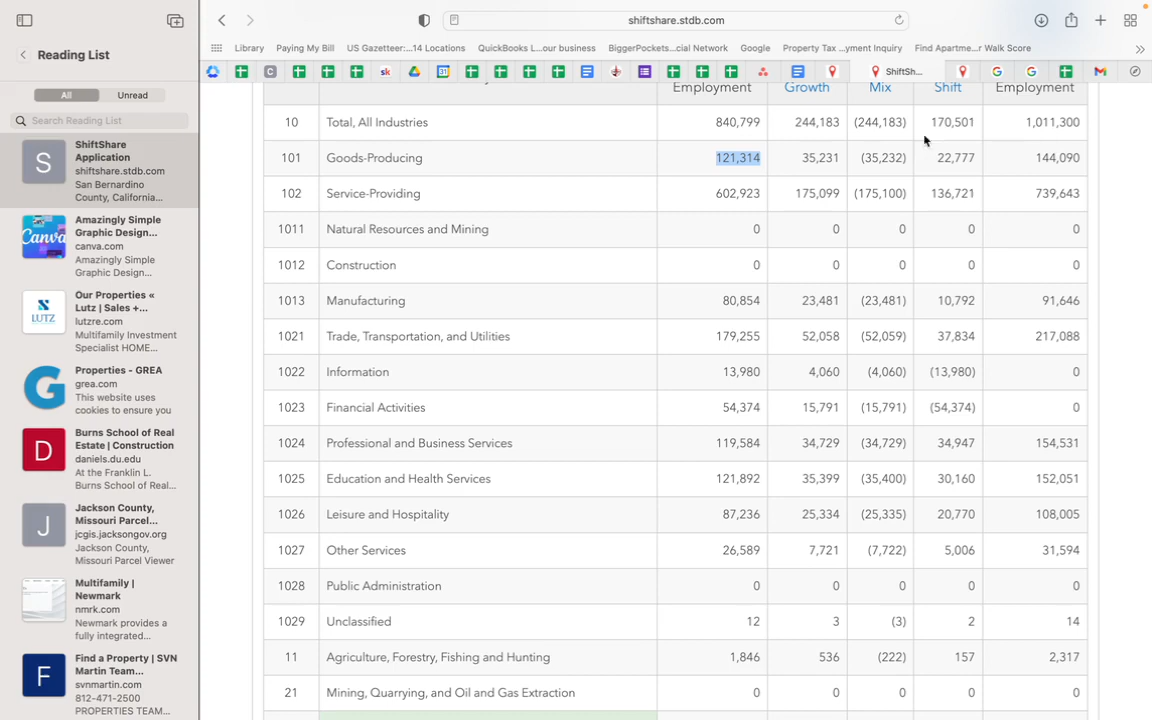 shiftshare.stdb.com
Library
Paying My Bill
US Gazetteer:...14 Locations
QuickBooks L...our business
BiggerPockets...cial Network
Google
Property Tax ...yment Inquiry
Find Apartme...r Walk Score
ShiftSh...
Reading List
All
Unread
Search Reading List
S
ShiftShare
Application
shiftshare.stdb.com
San Bernardino
County, California...
Canva
Amazingly Simple
Graphic Design...
canva.com
Amazingly Simple
Graphic Design...
LUTZ
Our Properties «
Lutz | Sales +...
lutzre.com
Multifamily Investment
Specialist HOME...
G
Properties - GREA
grea.com
This website uses
cookies to ensure you
D
Burns School of Real
Estate | Construction
daniels.du.edu
At the Franklin L.
Burns School of Real...
J
Jackson County,
Missouri Parcel...
jcgis.jacksongov.org
Jackson County,
Missouri Parcel Viewer
Multifamily |
Newmark
nmrk.com
Newmark provides a
fully integrated...
F
Find a Property | SVN
Martin Team...
svnmartin.com
812-471-2500
PROPERTIES TEAM...
Employment Growth Mix Shift Employment
10 Total, All Industries 840,799 244,183 (244,183) 170,501 1,011,300
101 Goods-Producing 121,314 35,231 (35,232) 22,777 144,090
102 Service-Providing 602,923 175,099 (175,100) 136,721 739,643
1011 Natural Resources and Mining 0 0 0 0 0
1012 Construction 0 0 0 0 0
1013 Manufacturing 80,854 23,481 (23,481) 10,792 91,646
1021 Trade, Transportation, and Utilities 179,255 52,058 (52,059) 37,834 217,088
1022 Information 13,980 4,060 (4,060) (13,980) 0
1023 Financial Activities 54,374 15,791 (15,791) (54,374) 0
1024 Professional and Business Services 119,584 34,729 (34,729) 34,947 154,531
1025 Education and Health Services 121,892 35,399 (35,400) 30,160 152,051
1026 Leisure and Hospitality 87,236 25,334 (25,335) 20,770 108,005
1027 Other Services 26,589 7,721 (7,722) 5,006 31,594
1028 Public Administration 0 0 0 0 0
1029 Unclassified 12 3 (3) 2 14
11 Agriculture, Forestry, Fishing and Hunting 1,846 536 (222) 157 2,317
21 Mining, Quarrying, and Oil and Gas Extraction 0 0 0 0 0